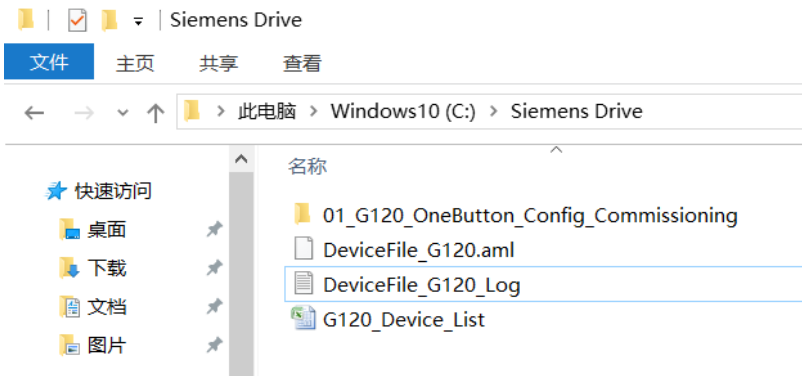 Siemens Drive
文件 主页 共享 查看
此电脑 Windows10 (C:) Siemens Drive
名称
快速访问
桌面
下载
文档
图片
01_G120_OneButton_Config_Commissioning
DeviceFile_G120.aml
DeviceFile_G120_Log
G120_Device_List